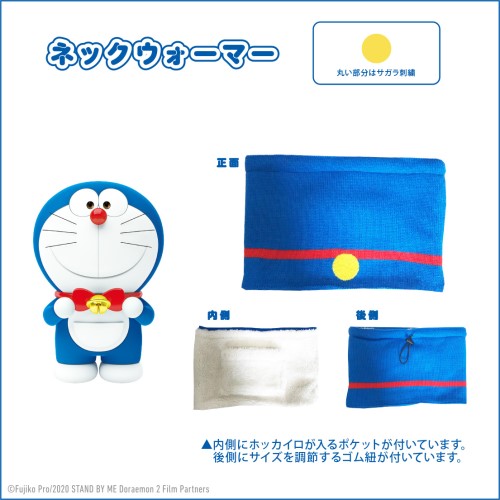 ネックウォーマー
丸い部分はサガラ刺繍
正面
内側
後側
▲内側にホッカイロが入るポケットが付いています。
後側にサイズを調節するゴム紐が付いています。
©Fujiko Pro/2020 STAND BY ME Doraemon 2 Film Partners